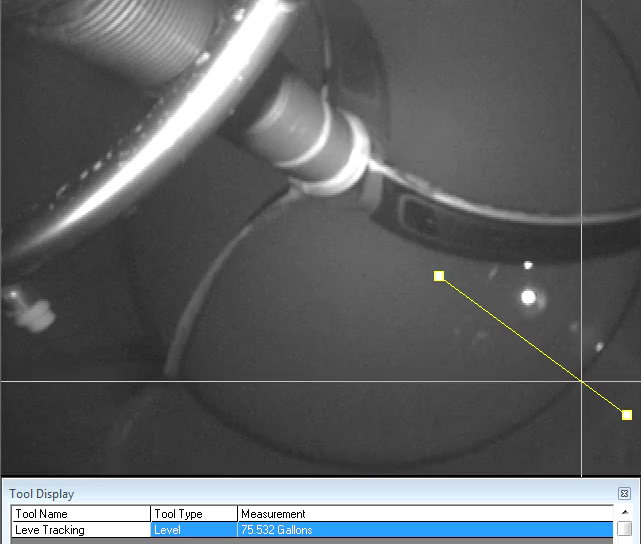 Tool Display
Tool Name Tool Type Measurement
Leve Tracking Level 75.532 Gallons